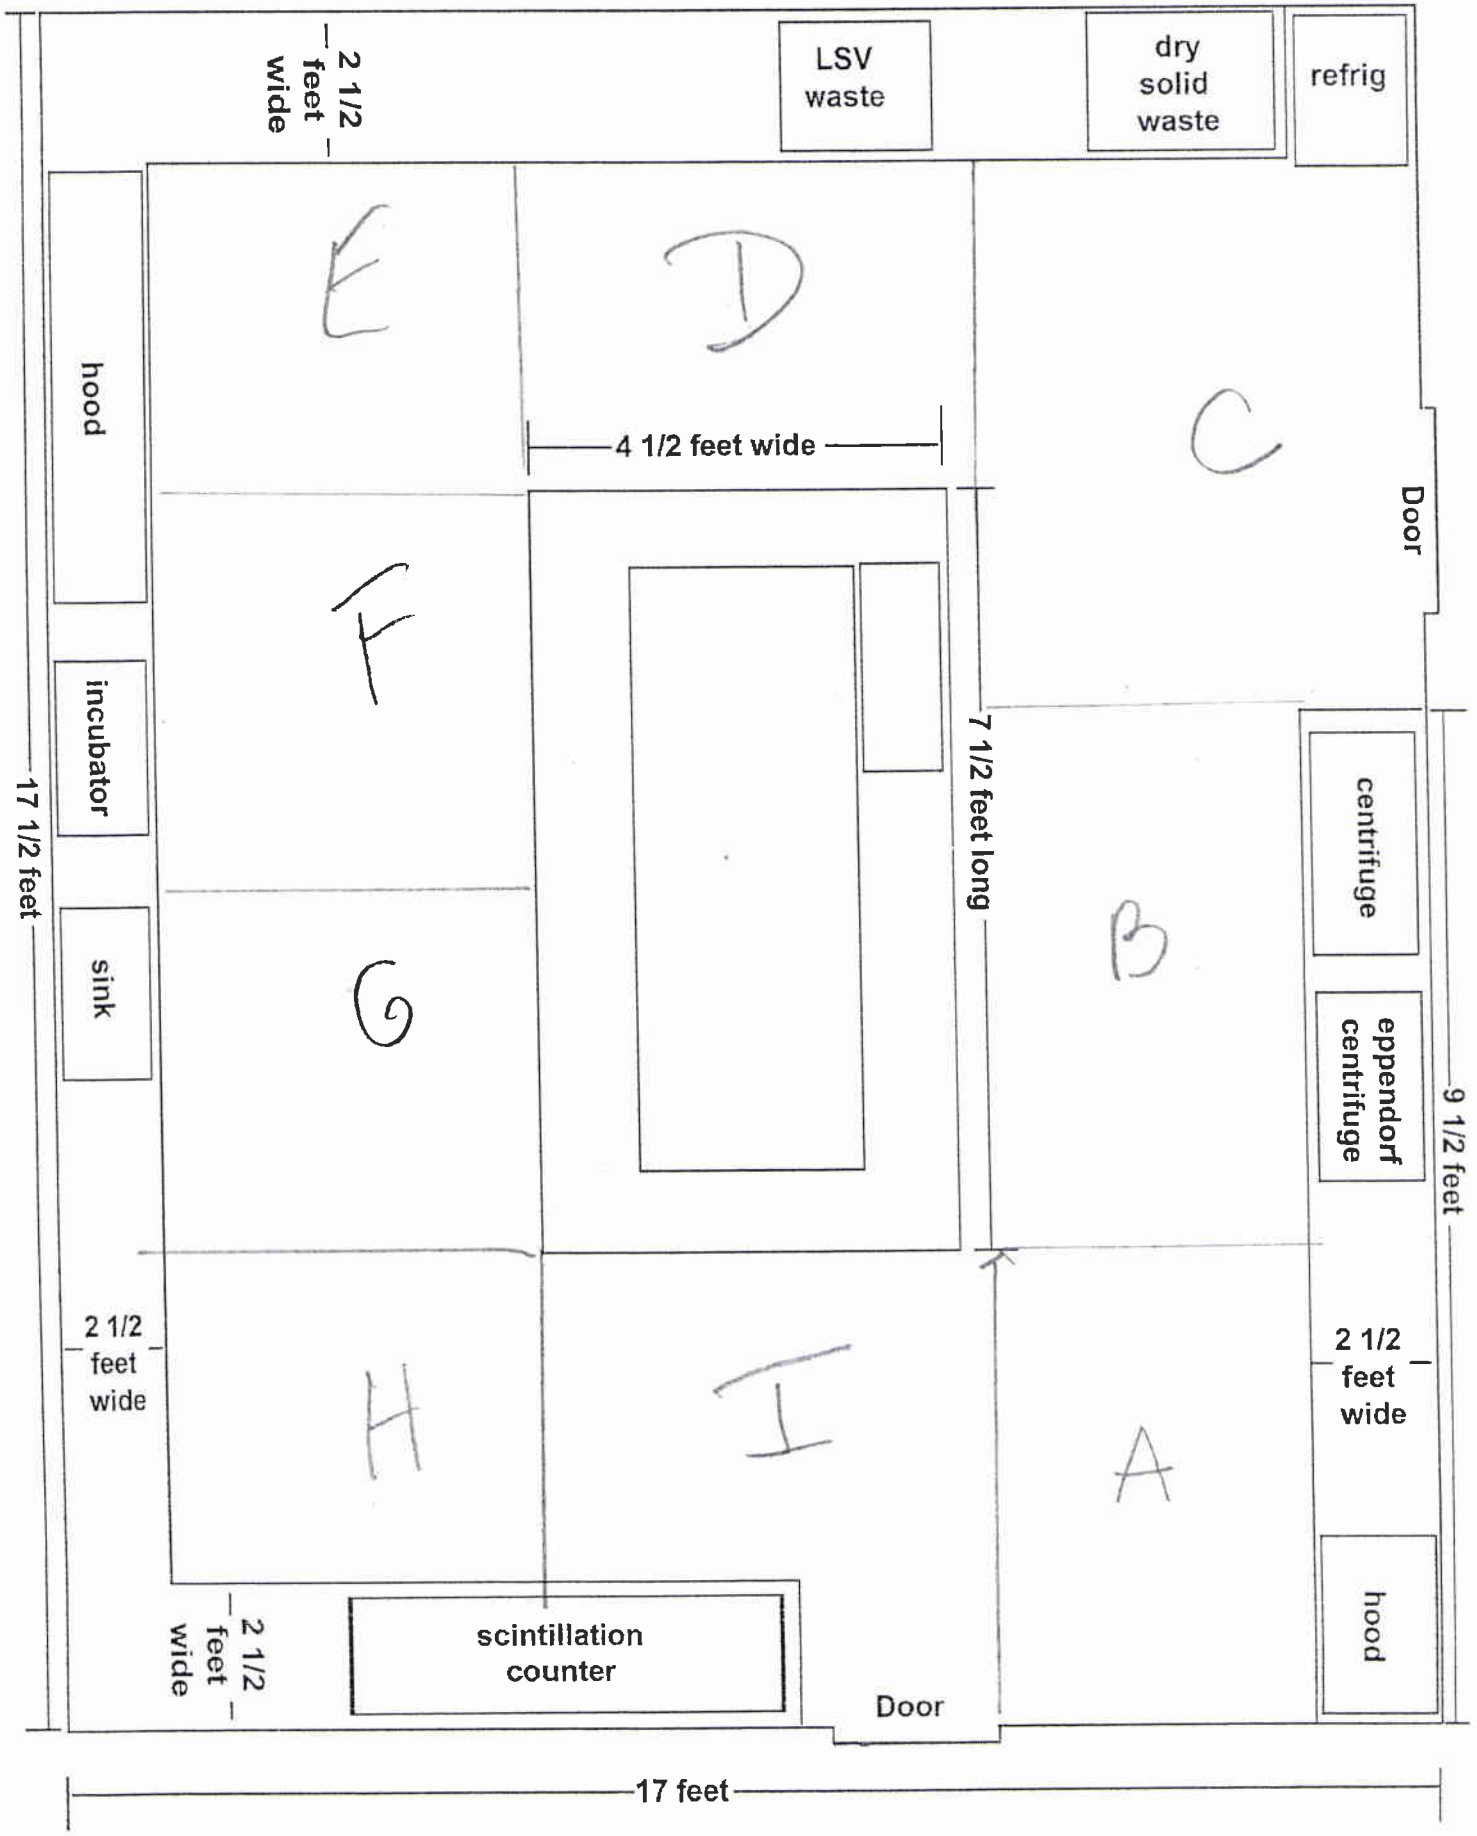 2 1/2
feet
wide
LSV
waste
dry
solid
waste
refrig
E
D
C
hood
4 1/2 feet wide
Door
F
incubator
17 1/2 feet
7 1/2 feet long
centrifuge
B
sink
G
eppendorf
centrifuge
9 1/2 feet
2 1/2
feet
wide
2 1/2
feet
wide
H
I
A
2 1/2
feet
wide
scintillation
counter
hood
Door
17 feet